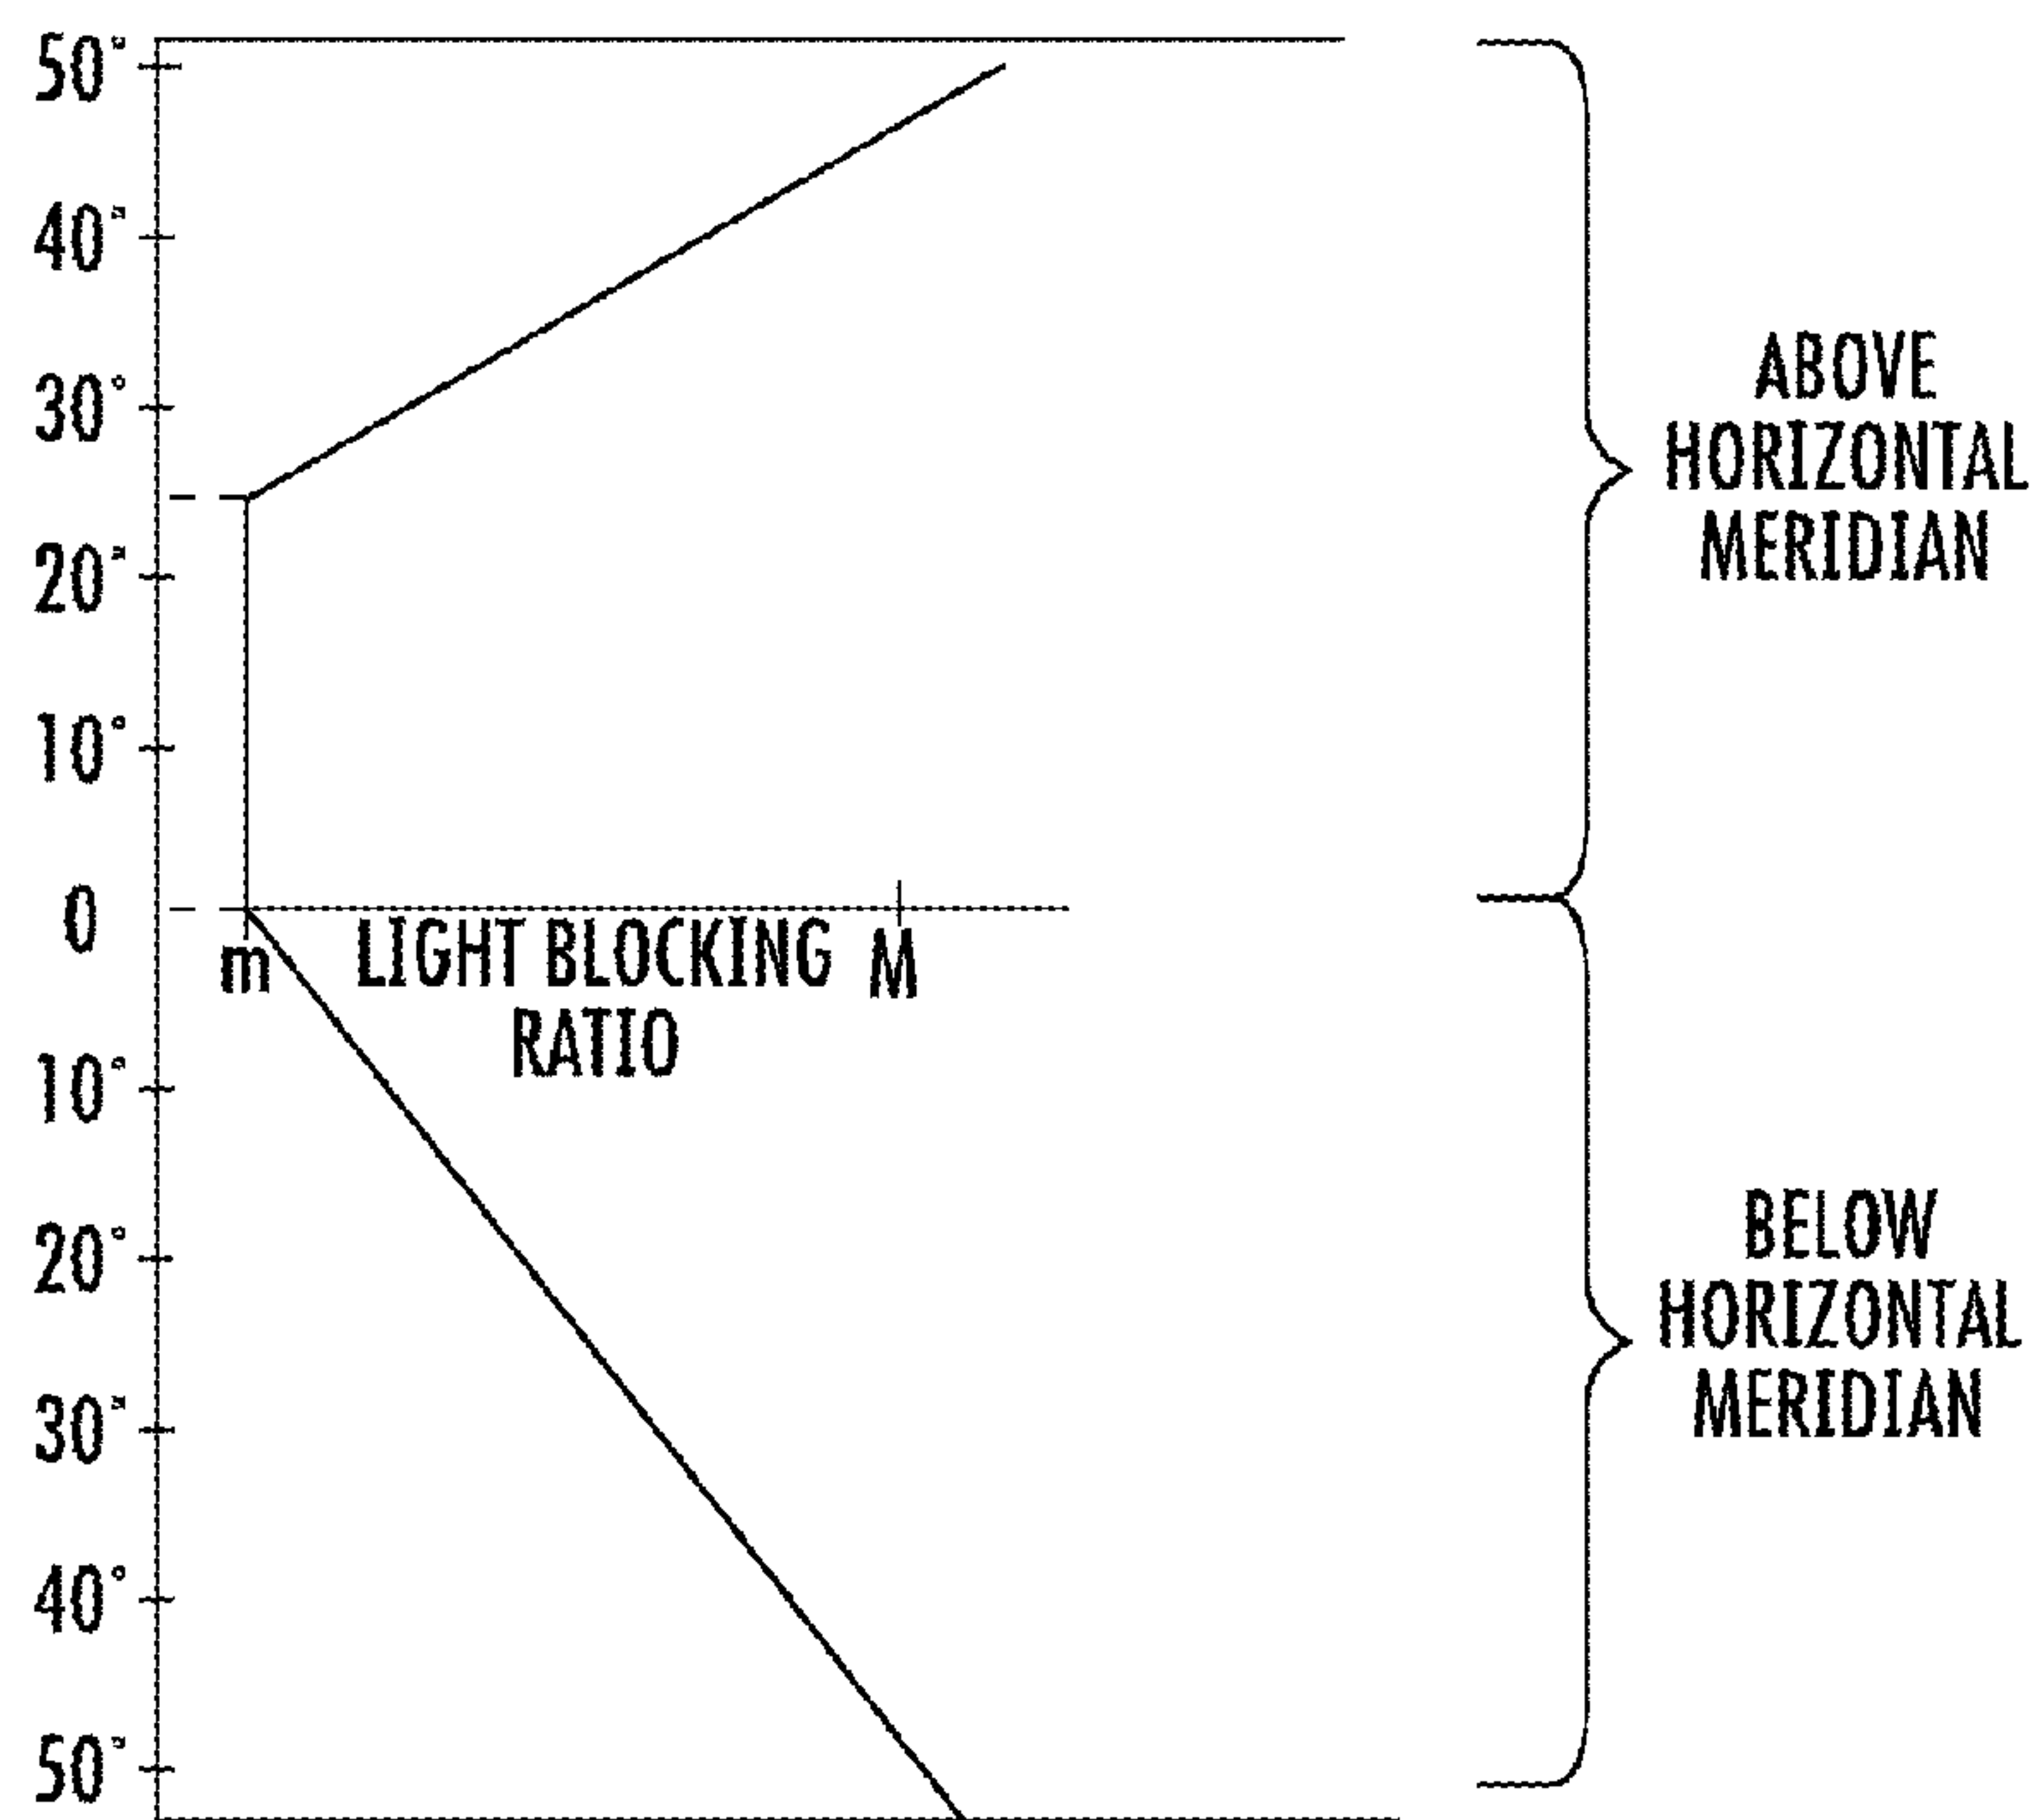 50°
40°
30°
20°
10°
0
10°
20°
30°
40°
50°
m
LIGHT BLOCKING
RATIO
M
ABOVE
HORIZONTAL
MERIDIAN
BELOW
HORIZONTAL
MERIDIAN